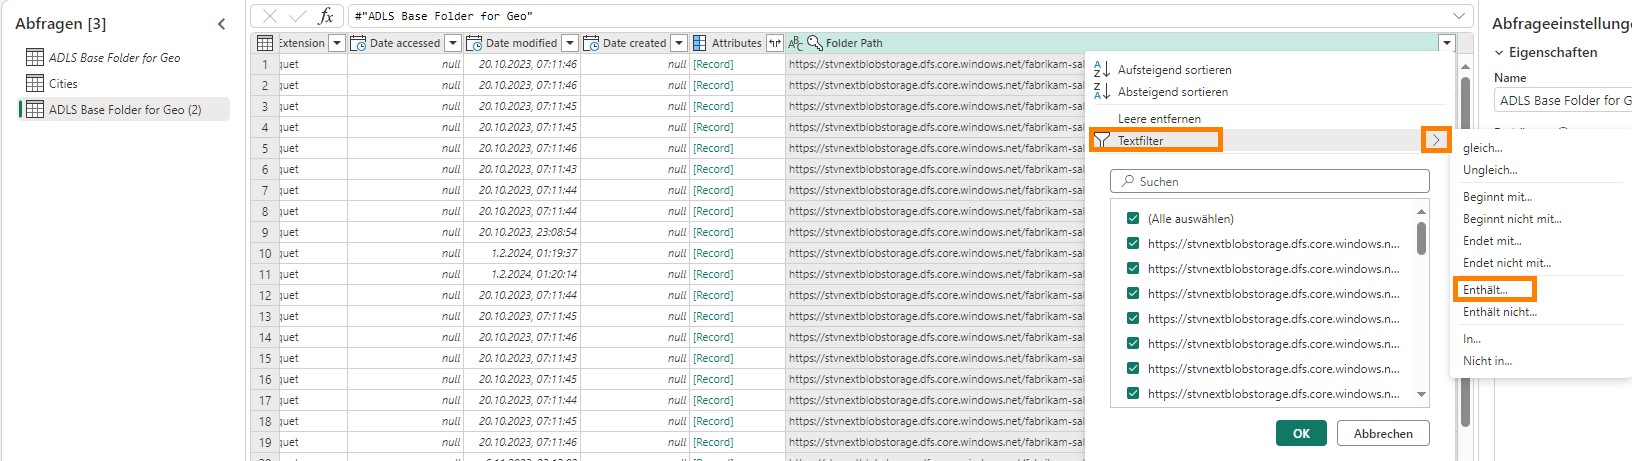 Abfragen [3]
ADLS Base Folder for Geo
Cities
ADLS Base Folder for Geo (2)
fx #"ADLS Base Folder for Geo"
Extension Date accessed Date modified Date created Attributes ABC Folder Path
1 quet null 20.10.2023, 07:11:46 null [Record] https://stvnextblobstorage.dfs.core.windows.net/fabrikam-sal
2 quet null 20.10.2023, 07:11:46 null [Record] https://stvnextblobstorage.dfs.core.windows.net/fabrikam-sal
3 quet null 20.10.2023, 07:11:45 null [Record] https://stvnextblobstorage.dfs.core.windows.net/fabrikam-sal
4 quet null 20.10.2023, 07:11:45 null [Record] https://stvnextblobstorage.dfs.core.windows.net/fabrikam-sal
5 quet null 20.10.2023, 07:11:46 null [Record] https://stvnextblobstorage.dfs.core.windows.net/fabrikam-sal
6 quet null 20.10.2023, 07:11:43 null [Record] https://stvnextblobstorage.dfs.core.windows.net/fabrikam-sal
7 quet null 20.10.2023, 07:11:44 null [Record] https://stvnextblobstorage.dfs.core.windows.net/fabrikam-sal
8 quet null 20.10.2023, 07:11:44 null [Record] https://stvnextblobstorage.dfs.core.windows.net/fabrikam-sal
9 quet null 20.10.2023, 23:08:54 null [Record] https://stvnextblobstorage.dfs.core.windows.net/fabrikam-sal
10 quet null 1.2.2024, 01:19:37 null [Record] https://stvnextblobstorage.dfs.core.windows.net/fabrikam-sal
11 quet null 1.2.2024, 01:20:14 null [Record] https://stvnextblobstorage.dfs.core.windows.net/fabrikam-sal
12 quet null 20.10.2023, 07:11:44 null [Record] https://stvnextblobstorage.dfs.core.windows.net/fabrikam-sal
13 quet null 20.10.2023, 07:11:45 null [Record] https://stvnextblobstorage.dfs.core.windows.net/fabrikam-sal
14 quet null 20.10.2023, 07:11:46 null [Record] https://stvnextblobstorage.dfs.core.windows.net/fabrikam-sal
15 quet null 20.10.2023, 07:11:43 null [Record] https://stvnextblobstorage.dfs.core.windows.net/fabrikam-sal
16 quet null 20.10.2023, 07:11:45 null [Record] https://stvnextblobstorage.dfs.core.windows.net/fabrikam-sal
17 quet null 20.10.2023, 07:11:44 null [Record] https://stvnextblobstorage.dfs.core.windows.net/fabrikam-sal
18 quet null 20.10.2023, 07:11:45 null [Record] https://stvnextblobstorage.dfs.core.windows.net/fabrikam-sal
19 quet null 20.10.2023, 07:11:46 null [Record] https://stvnextblobstorage.dfs.core.windows.net/fabrikam-sal
Aufsteigend sortieren
Absteigend sortieren
Leere entfernen
Textfilter
Suchen
(Alle auswählen)
https://stvnextblobstorage.dfs.core.windows.n...
https://stvnextblobstorage.dfs.core.windows.n...
https://stvnextblobstorage.dfs.core.windows.n...
https://stvnextblobstorage.dfs.core.windows.n...
https://stvnextblobstorage.dfs.core.windows.n...
https://stvnextblobstorage.dfs.core.windows.n...
https://stvnextblobstorage.dfs.core.windows.n...
OK Abbrechen
gleich...
Ungleich...
Beginnt mit...
Beginnt nicht mit...
Endet mit...
Endet nicht mit...
Enthält...
Enthält nicht...
In...
Nicht in...
Abfrageeinstellung
Eigenschaften
Name
ADLS Base Folder for G